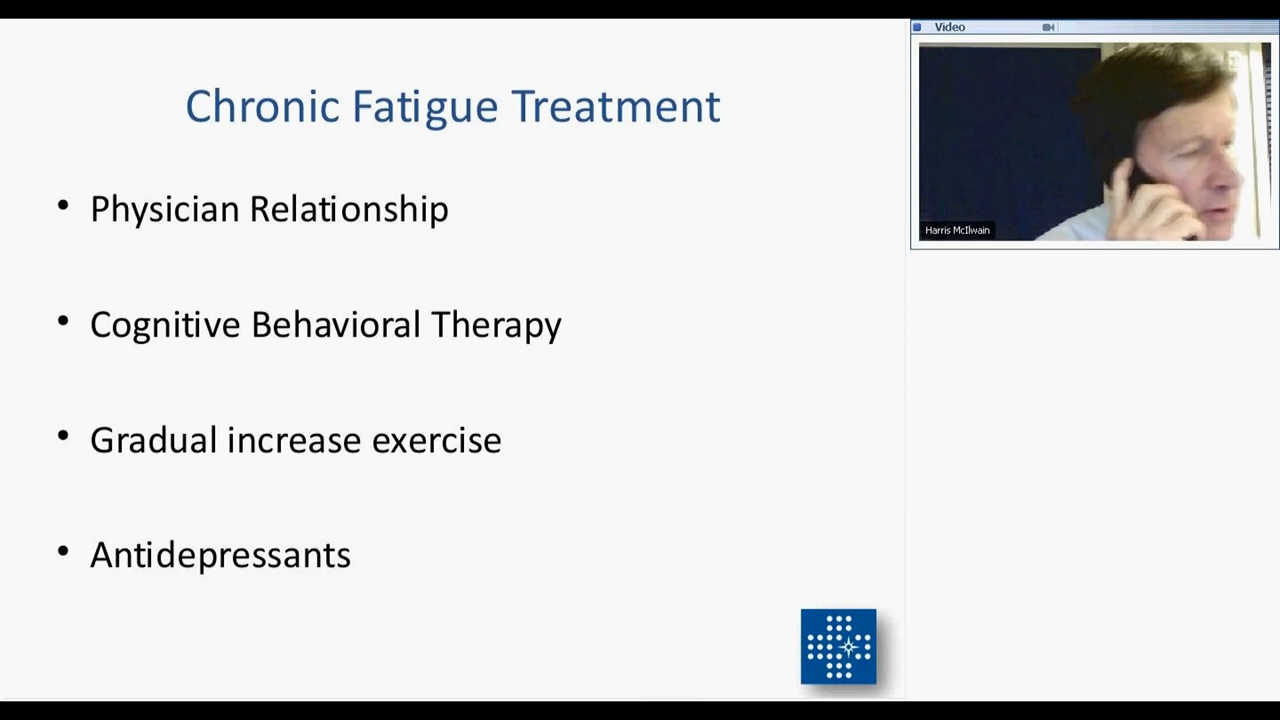 Chronic Fatigue Treatment
• Physician Relationship
• Cognitive Behavioral Therapy
• Gradual increase exercise
• Antidepressants
Video
Harris McIlwain